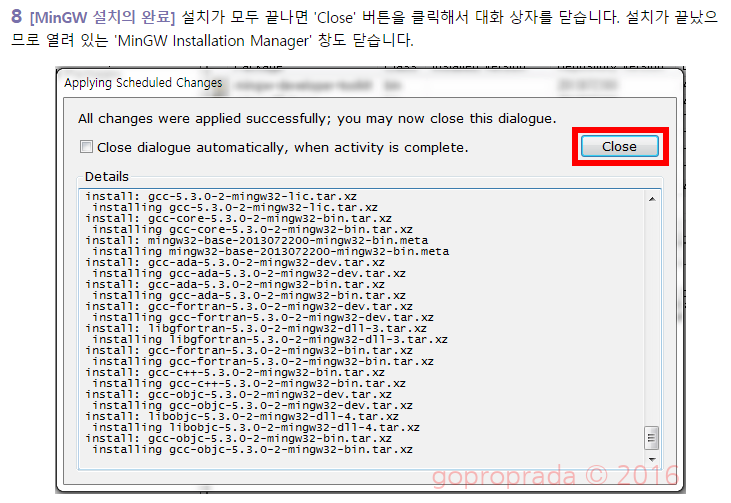 8 [MinGW 설치의 완료] 설치가 모두 끝나면 'Close' 버튼을 클릭해서 대화 상자를 닫습니다. 설치가 끝났으
므로 열려 있는 'MinGW Installation Manager' 창도 닫습니다.
Applying Scheduled Changes
All changes were applied successfully; you may now close this dialogue.
Close dialogue automatically, when activity is complete.
Close
Details
install: gcc-5.3.0-2-mingw32-lic.tar.xz
installing gcc-5.3.0-2-mingw32-lic.tar.xz
install: gcc-core-5.3.0-2-mingw32-bin.tar.xz
installing gcc-core-5.3.0-2-mingw32-bin.tar.xz
install: mingw32-base-2013072200-mingw32-bin.meta
installing mingw32-base-2013072200-mingw32-bin.meta
install: gcc-ada-5.3.0-2-mingw32-dev.tar.xz
installing gcc-ada-5.3.0-2-mingw32-dev.tar.xz
install: gcc-ada-5.3.0-2-mingw32-bin.tar.xz
installing gcc-ada-5.3.0-2-mingw32-bin.tar.xz
install: gcc-fortran-5.3.0-2-mingw32-dev.tar.xz
installing gcc-fortran-5.3.0-2-mingw32-dev.tar.xz
install: libgfortran-5.3.0-2-mingw32-dll-3.tar.xz
installing libgfortran-5.3.0-2-mingw32-dll-3.tar.xz
install: gcc-fortran-5.3.0-2-mingw32-bin.tar.xz
installing gcc-fortran-5.3.0-2-mingw32-bin.tar.xz
install: gcc-c++-5.3.0-2-mingw32-bin.tar.xz
installing gcc-c++-5.3.0-2-mingw32-bin.tar.xz
install: gcc-objc-5.3.0-2-mingw32-dev.tar.xz
installing gcc-objc-5.3.0-2-mingw32-dev.tar.xz
install: libobjc-5.3.0-2-mingw32-dll-4.tar.xz
installing libobjc-5.3.0-2-mingw32-dll-4.tar.xz
install: gcc-objc-5.3.0-2-mingw32-bin.tar.xz
installing gcc-objc-5.3.0-2-mingw32-bin.tar.xz
goproprada © 2016